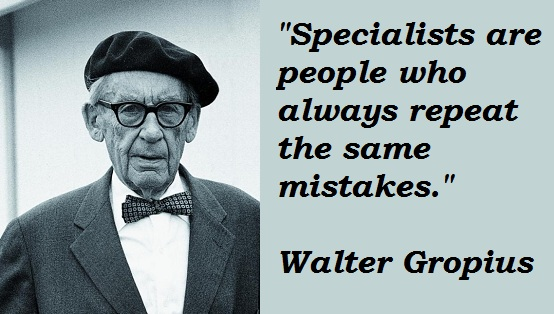 "Specialists are
people who
always repeat
the same
mistakes."
Walter Gropius